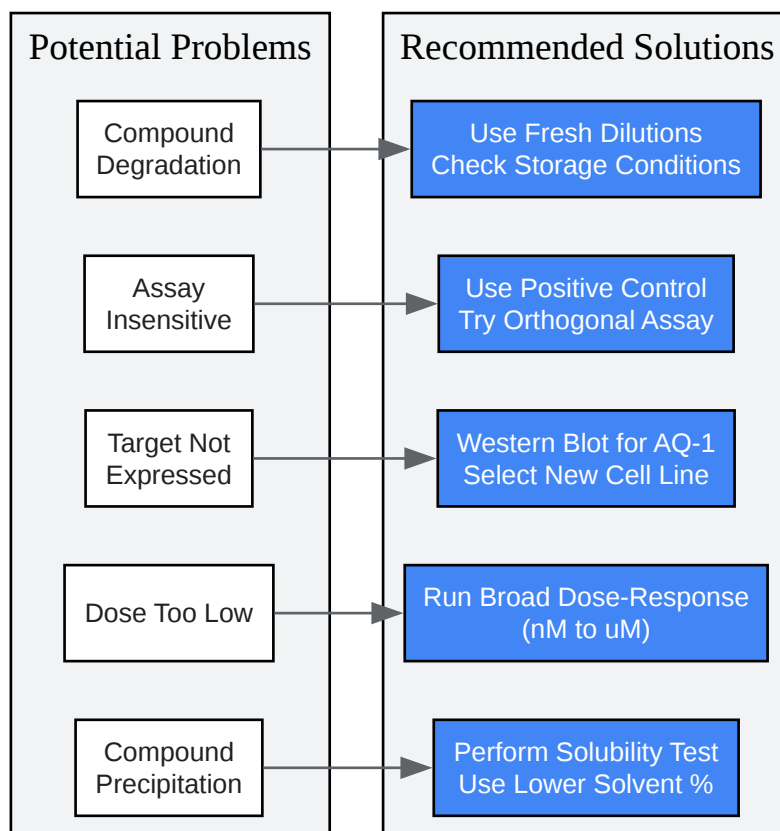 Potential Problems
Recommended Solutions
Compound
Degradation
Use Fresh Dilutions
Check Storage Conditions
Assay
Insensitive
Use Positive Control
Try Orthogonal Assay
Target Not
Expressed
Western Blot for AQ-1
Select New Cell Line
Dose Too Low
Run Broad Dose-Response
(nM to uM)
Compound
Precipitation
Perform Solubility Test
Use Lower Solvent %